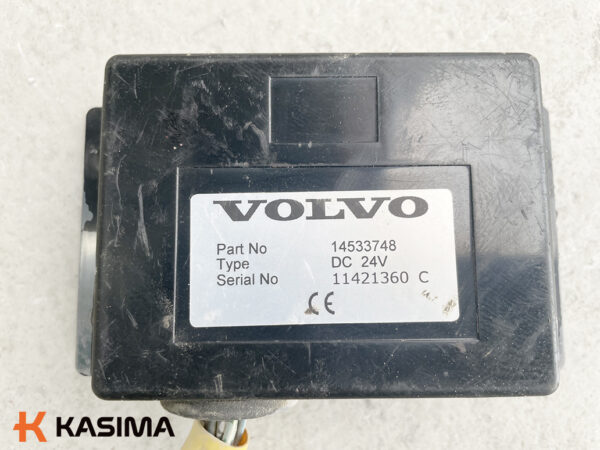 VOLVO
Part No 14533748
Type DC 24V
Serial No 11421360 C
CE
KASIMA